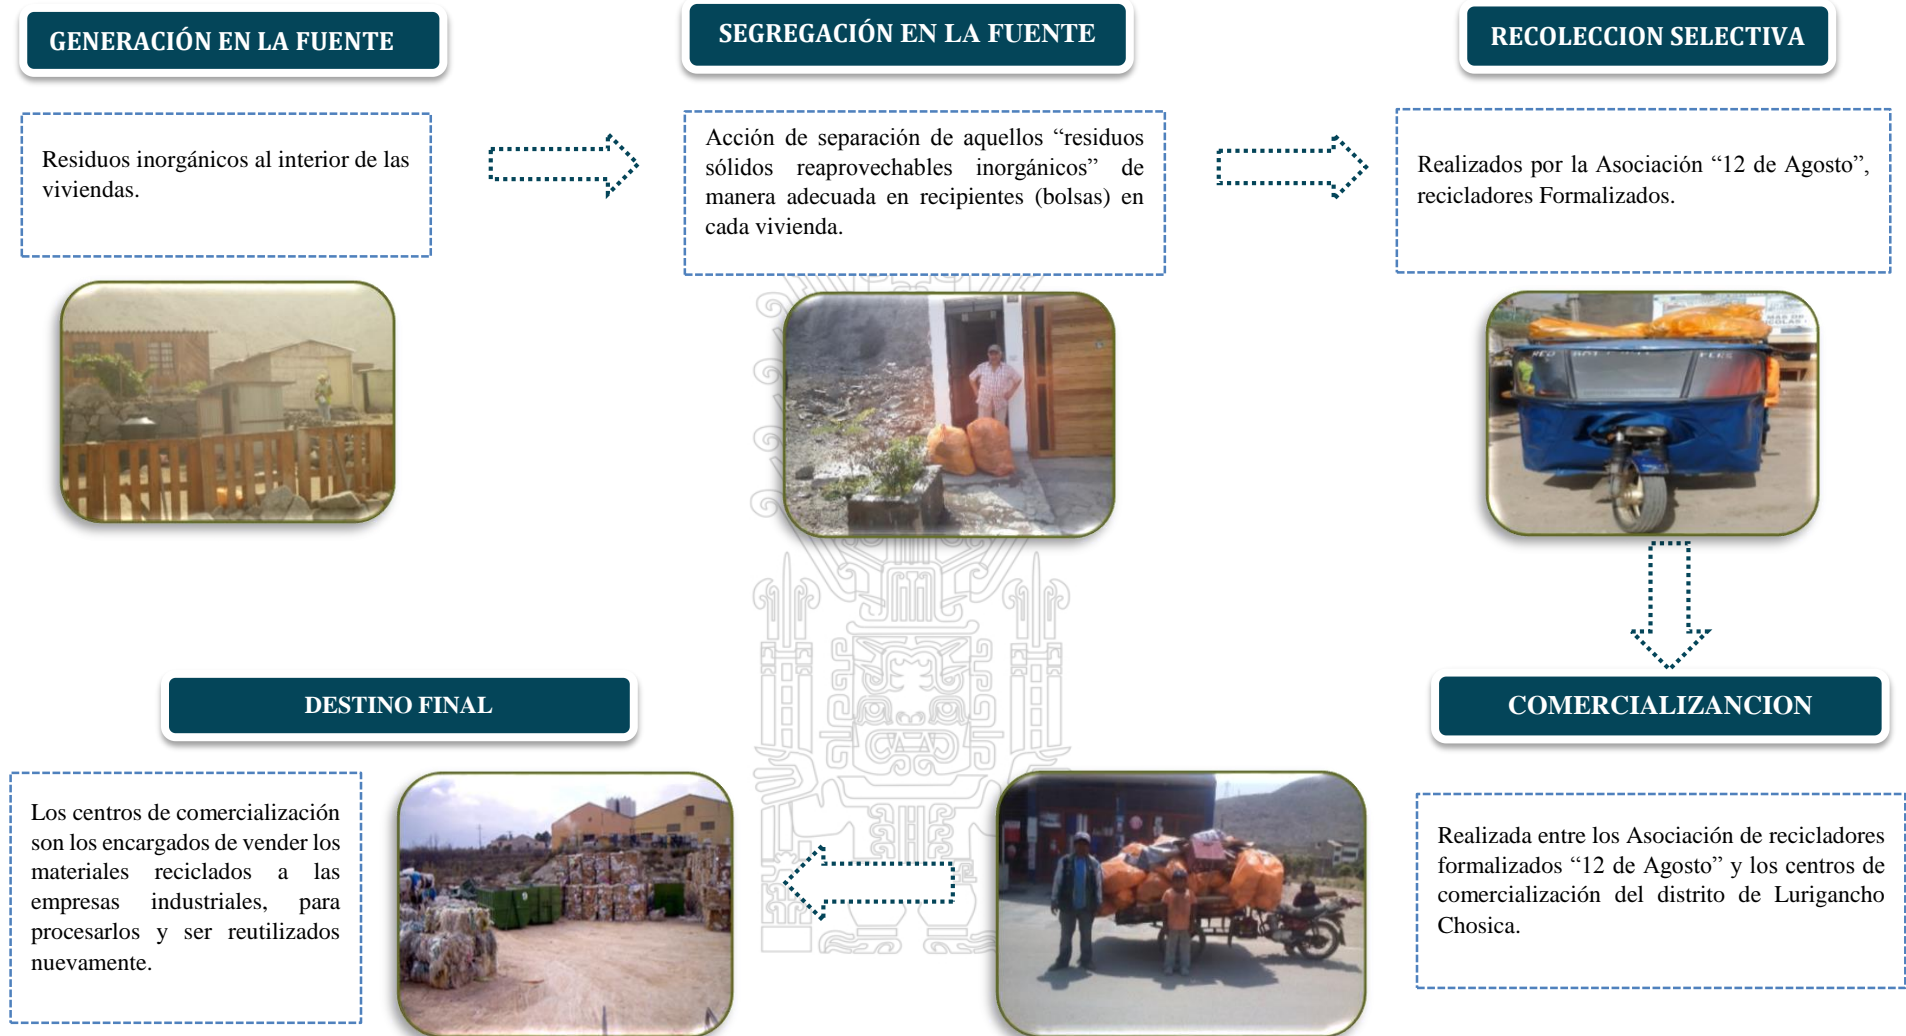 GENERACIÓN EN LA FUENTE
Residuos inorgánicos al interior de las
viviendas.
SEGREGACIÓN EN LA FUENTE
Acción de separación de aquellos “residuos
sólidos reaprovechables inorgánicos” de
manera adecuada en recipientes (bolsas) en
cada vivienda.
RECOLECCION SELECTIVA
Realizados por la Asociación “12 de Agosto”,
recicladores Formalizados.
COMERCIALIZANCION
Realizada entre los Asociación de recicladores
formalizados “12 de Agosto” y los centros de
comercialización del distrito de Lurigancho
Chosica.
DESTINO FINAL
Los centros de comercialización
son los encargados de vender los
materiales reciclados a las
empresas industriales, para
procesarlos y ser reutilizados
nuevamente.